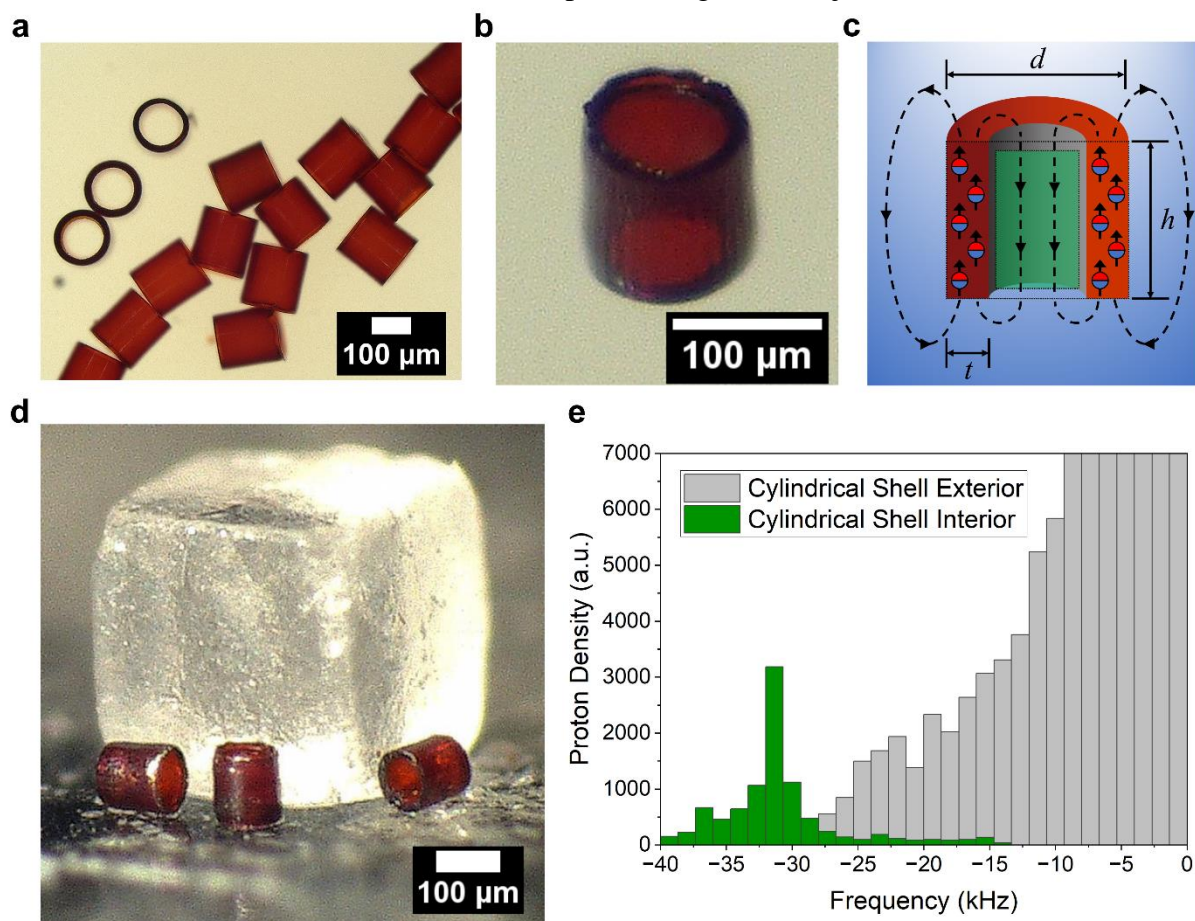 a
b
c
100 µm
100 µm
d
h
t
d
e
100 µm
Proton Density (a.u.)
7000
6000
5000
4000
3000
2000
1000
0
Cylindrical Shell Exterior
Cylindrical Shell Interior
−40 −35 −30 −25 −20 −15 −10 −5 0
Frequency (kHz)